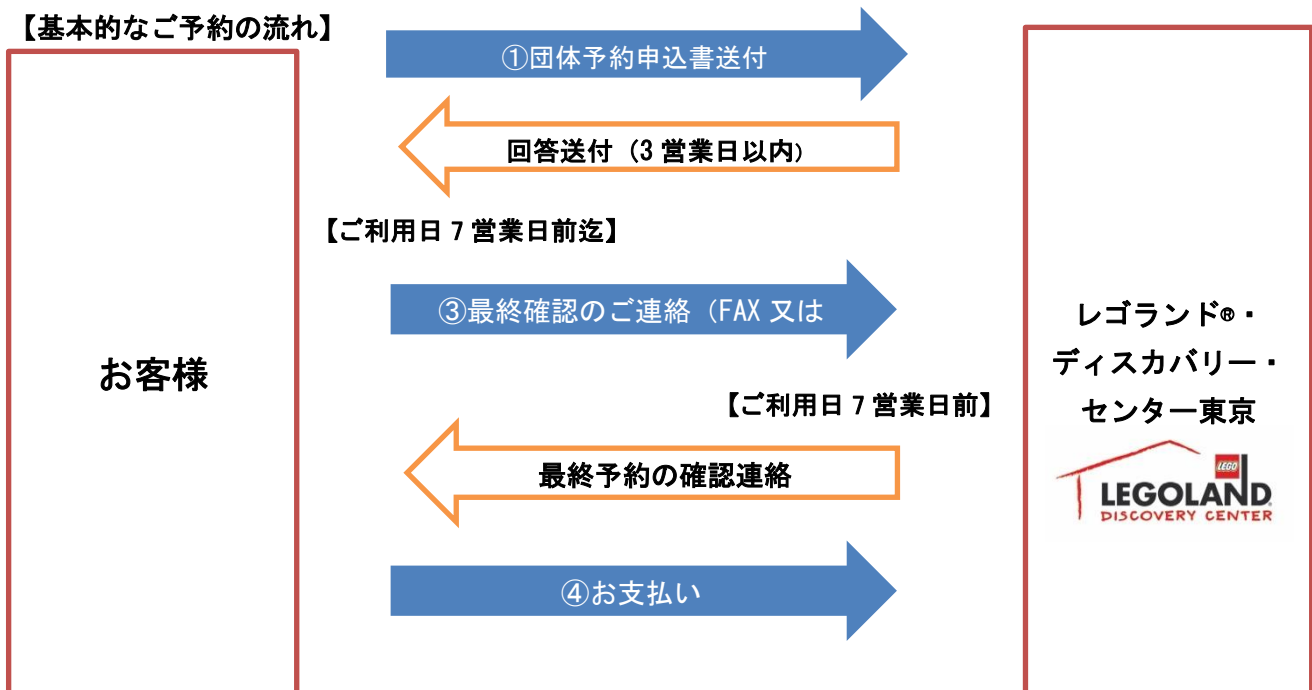 【基本的なご予約の流れ】
①団体予約申込書送付
回答送付（3 営業日以内）
【ご利用日 7 営業日前迄】
③最終確認のご連絡（FAX 又は
お客様
レゴランド®・
ディスカバリー・
センター東京
【ご利用日 7 営業日前】
最終予約の確認連絡
LEGO
LEGOLAND
DISCOVERY CENTER
④お支払い